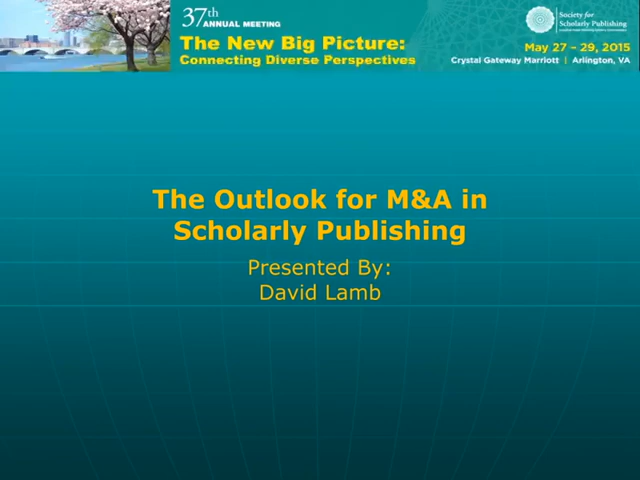 37th
ANNUAL MEETING
The New Big Picture:
Connecting Diverse Perspectives
Society for
Scholarly Publishing
May 27 – 29, 2015
Crystal Gateway Marriott | Arlington, VA
The Outlook for M&A in
Scholarly Publishing
Presented By:
David Lamb